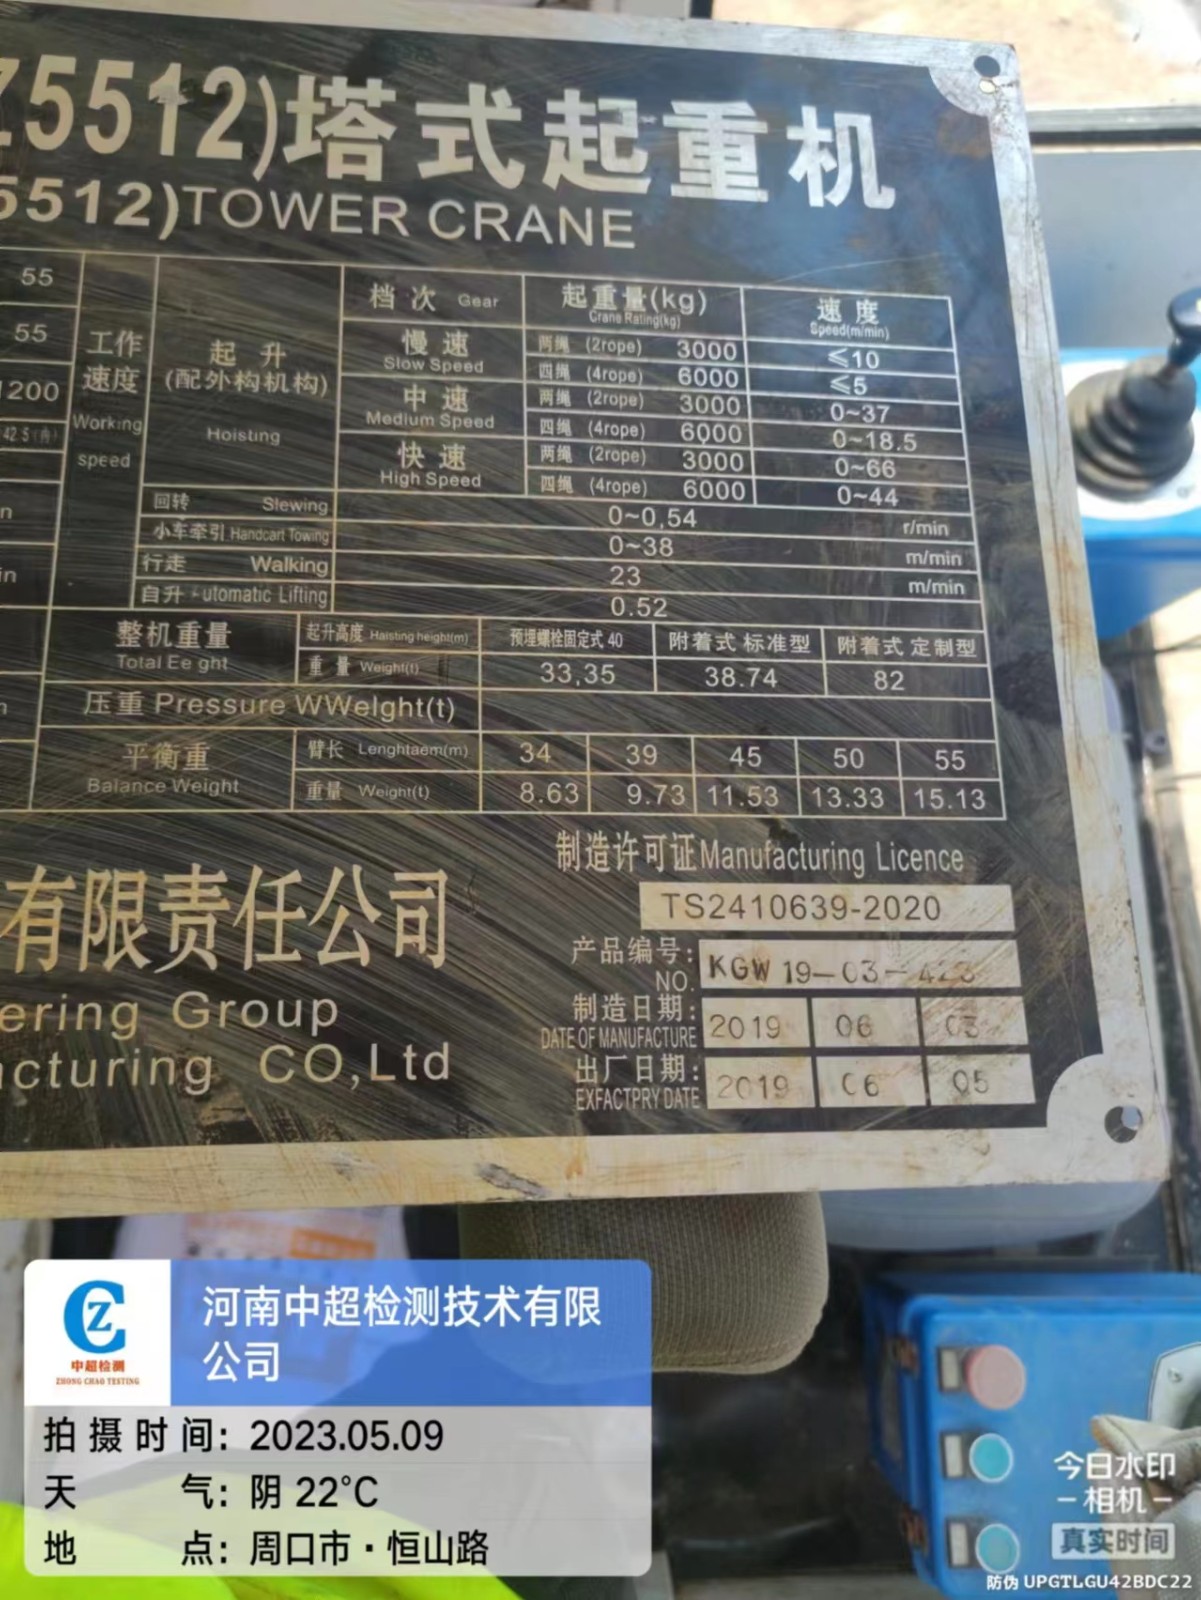 5512)塔式起重机
5512)TOWER CRANE
55
55
1200
工作
速度
Working
speed
起 升
(配外构机构)
Hoisting
档 次 Gear
起重量(kg)
Crane Rating(kg)
速 度
Speed(m/min)
慢 速
Slow Speed
两绳 (2rope) 3000 ≤10
四绳 (4rope) 6000 ≤5
中 速
Medium Speed
两绳 (2rope) 3000 0~37
四绳 (4rope) 6000 0~18.5
快 速
High Speed
两绳 (2rope) 3000 0~66
四绳 (4rope) 6000 0~44
回转 Slewing 0~0,54 r/min
小车牵引 Handcart Towing 0~38 m/min
行走 Walking 23 m/min
自升 utomatic Lifting 0.52
整机重量
Total Ee ght
起升高度 Haisting height(m) 预埋螺栓固定式 40 附着式 标准型 附着式 定制型
重 量 Weight(t) 33,35 38.74 82
压重 Pressure WWelght(t)
平衡重
Balance Weight
臂长 Lenghtaem(m) 34 39 45 50 55
重量 Weight(t) 8.63 9.73 11.53 13.33 15.13
制造许可证Manufacturing Licence
TS2410639-2020
有限责任公司
ering Group
cturing CO,Ltd
产品编号:
NO.
KGW 19-03-
制造日期:
DATE OF MANUFACTURE
2019 06 03
出厂日期:
EXFACTPRY DATE
2019 06 05
CZ
中超检测
ZHONG CHAO TESTING
河南中超检测技术有限
公司
拍摄时间: 2023.05.09
天 气: 阴 22°C
地 点: 周口市·恒山路
今日水印
-相机-
真实时间
防伪 UPGTLGU42BDC22